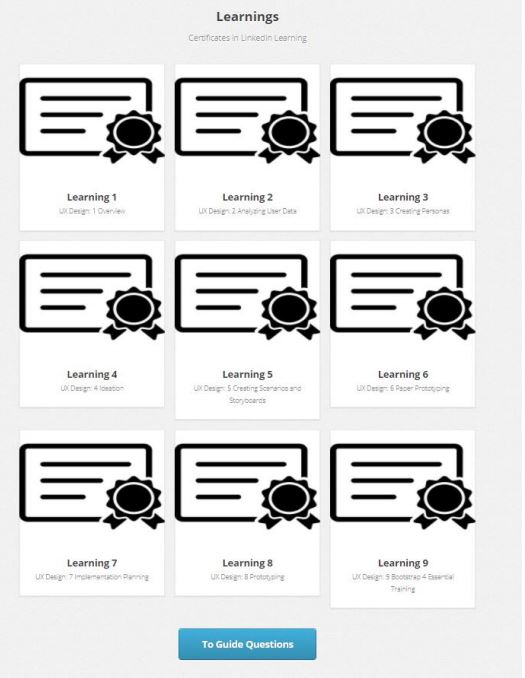 Learnings
Certificates in LinkedIn Learning
Learning 1
UX Design: 1 Overview
Learning 2
UX Design: 2 Analyzing User Data
Learning 3
UX Design: 3 Creating Personas
Learning 4
UX Design: 4 Ideation
Learning 5
UX Design: 5 Creating Scenarios and
Storyboards
Learning 6
UX Design: 6 Paper Prototyping
Learning 7
UX Design: 7 Implementation Planning
Learning 8
UX Design: 8 Prototyping
Learning 9
UX Design: 9 Bootstrap 4 Essential
Training
To Guide Questions